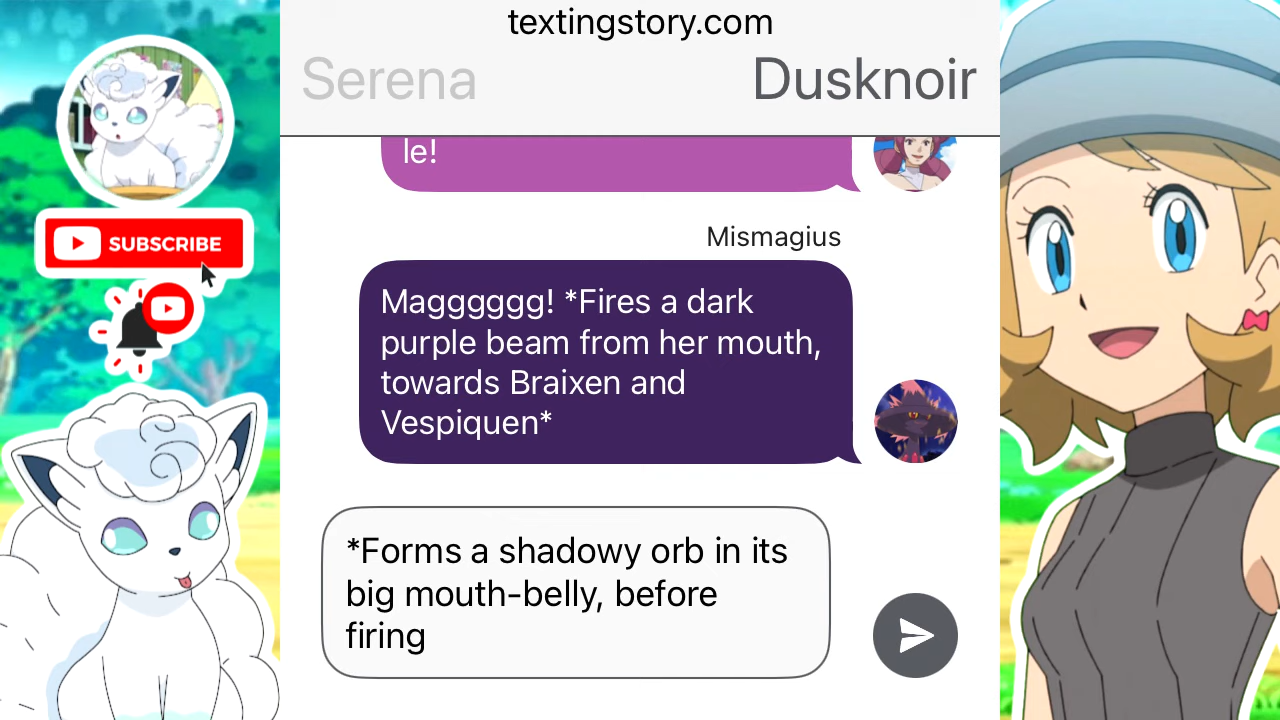 textingstory.com
Serena
Dusknoir
le!
Mismagius
Magggggg! *Fires a dark
purple beam from her mouth,
towards Braixen and
Vespiquen*
*Forms a shadowy orb in its
big mouth-belly, before
firing
SUBSCRIBE